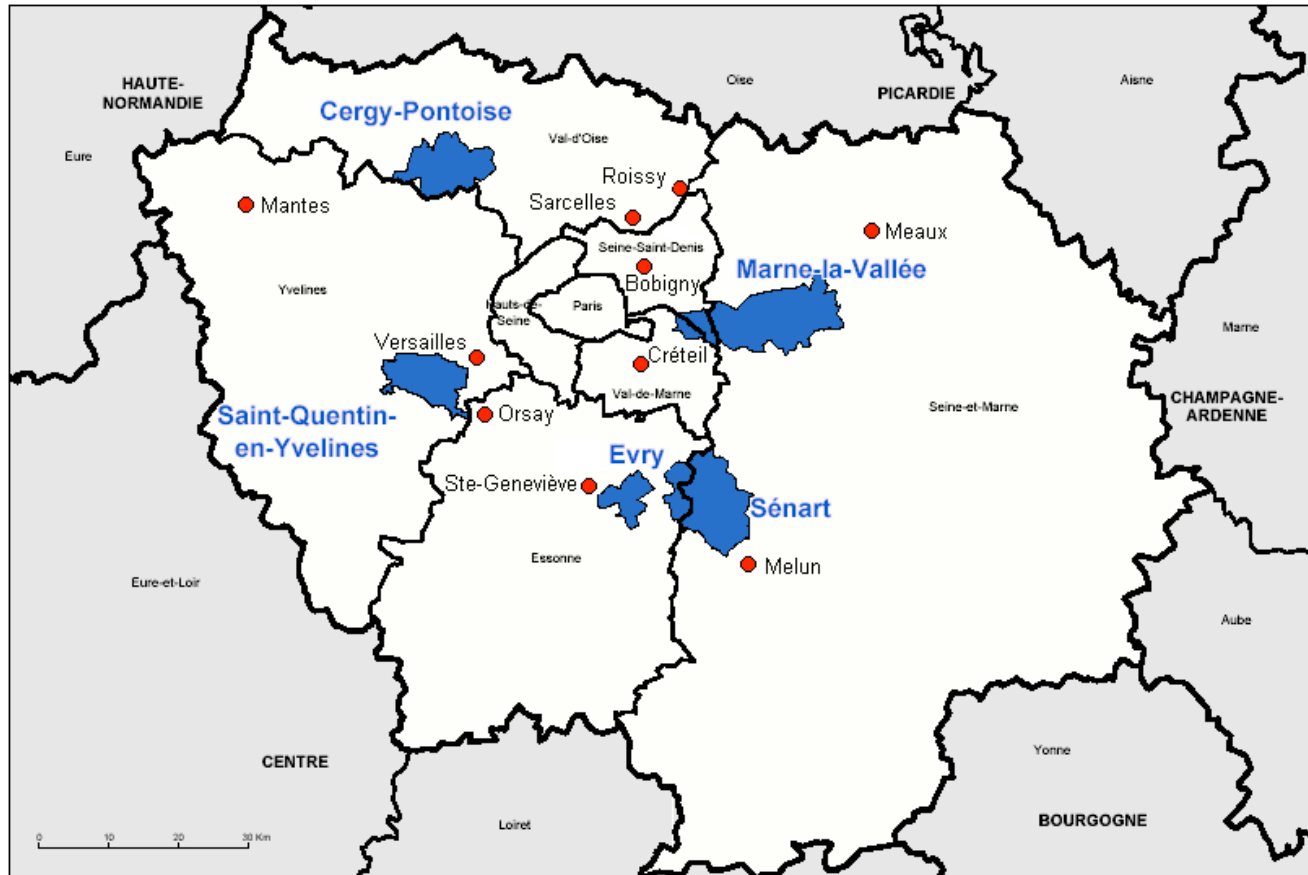 HAUTE-
NORMANDIE
Oise
PICARDIE
Aisne
Cergy-Pontoise
Val-d'Oise
Eure
Roissy
Mantes
Sarcelles
Meaux
Seine-Saint-Denis
Marne-la-Vallée
Bobigny
Yvelines
Hauts-de-
Seine
Paris
Marne
Versailles
Créteil
Val-de-Marne
CHAMPAGNE-
ARDENNE
Seine-et-Marne
Saint-Quentin-
en-Yvelines
Orsay
Evry
Ste-Geneviève
Sénart
Essonne
Melun
Eure-et-Loir
Aube
Yonne
CENTRE
BOURGOGNE
Loiret
0 10 20 30 Km